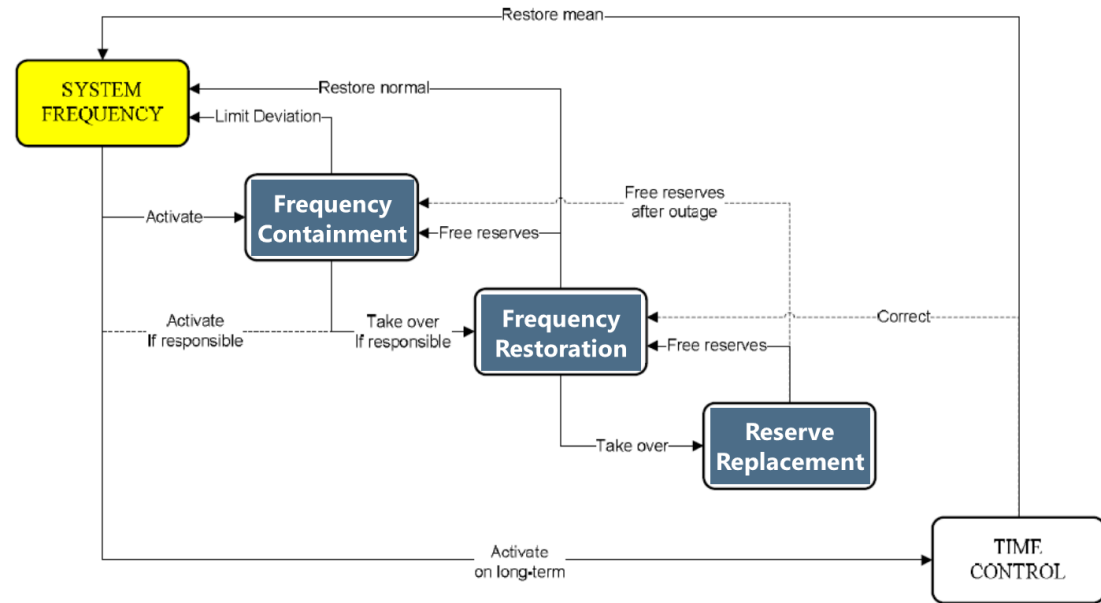 Restore mean
SYSTEM
FREQUENCY
Restore normal
Limit Deviation
Frequency
Containment
Free reserves
after outage
Activate
Free reserves
Activate
If responsible
Take over
If responsible
Frequency
Restoration
Correct
Free reserves
Take over
Reserve
Replacement
Activate
on long-term
TIME
CONTROL